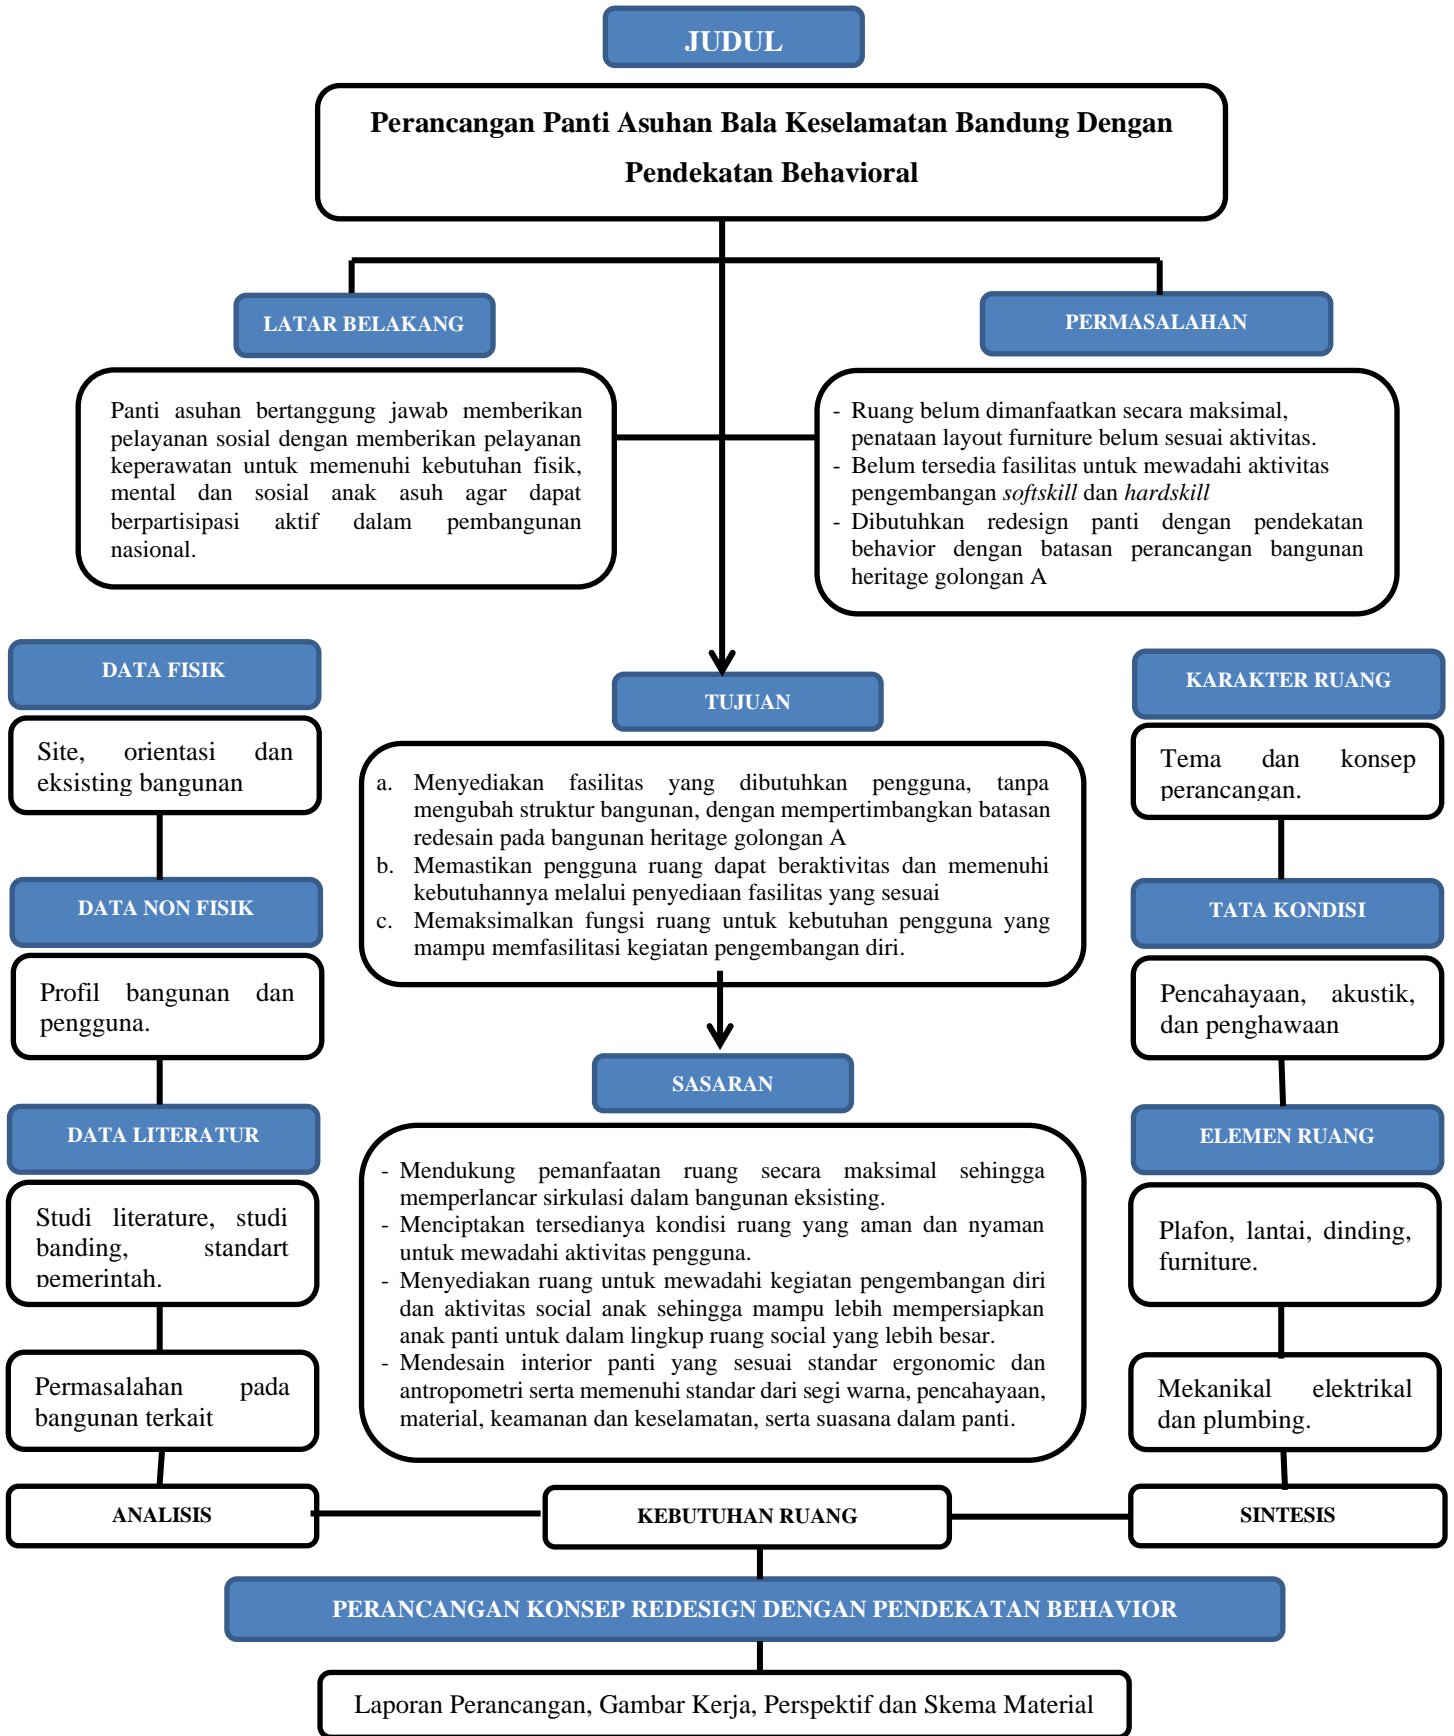 JUDUL
Perancangan Panti Asuhan Bala Keselamatan Bandung Dengan
Pendekatan Behavioral
LATAR BELAKANG
Panti asuhan bertanggung jawab memberikan
pelayanan sosial dengan memberikan pelayanan
keperawatan untuk memenuhi kebutuhan fisik,
mental dan sosial anak asuh agar dapat
berpartisipasi aktif dalam pembangunan
nasional.
PERMASALAHAN
- Ruang belum dimanfaatkan secara maksimal,
penataan layout furniture belum sesuai aktivitas.
- Belum tersedia fasilitas untuk mewadahi aktivitas
pengembangan softskill dan hardskill
- Dibutuhkan redesign panti dengan pendekatan
behavior dengan batasan perancangan bangunan
heritage golongan A
DATA FISIK
Site, orientasi dan
eksisting bangunan
DATA NON FISIK
Profil bangunan dan
pengguna.
DATA LITERATUR
Studi literature, studi
banding, standart
pemerintah.
Permasalahan pada
bangunan terkait
ANALISIS
TUJUAN
a. Menyediakan fasilitas yang dibutuhkan pengguna, tanpa
mengubah struktur bangunan, dengan mempertimbangkan batasan
redesain pada bangunan heritage golongan A
b. Memastikan pengguna ruang dapat beraktivitas dan memenuhi
kebutuhannya melalui penyediaan fasilitas yang sesuai
c. Memaksimalkan fungsi ruang untuk kebutuhan pengguna yang
mampu memfasilitasi kegiatan pengembangan diri.
SASARAN
- Mendukung pemanfaatan ruang secara maksimal sehingga
memperlancar sirkulasi dalam bangunan eksisting.
- Menciptakan tersedianya kondisi ruang yang aman dan nyaman
untuk mewadahi aktivitas pengguna.
- Menyediakan ruang untuk mewadahi kegiatan pengembangan diri
dan aktivitas social anak sehingga mampu lebih mempersiapkan
anak panti untuk dalam lingkup ruang social yang lebih besar.
- Mendesain interior panti yang sesuai standar ergonomic dan
antropometri serta memenuhi standar dari segi warna, pencahayaan,
material, keamanan dan keselamatan, serta suasana dalam panti.
KEBUTUHAN RUANG
KARAKTER RUANG
Tema dan konsep
perancangan.
TATA KONDISI
Pencahayaan, akustik,
dan penghawaan
ELEMEN RUANG
Plafon, lantai, dinding,
furniture.
Mekanikal elektrikal
dan plumbing.
SINTESIS
PERANCANGAN KONSEP REDESIGN DENGAN PENDEKATAN BEHAVIOR
Laporan Perancangan, Gambar Kerja, Perspektif dan Skema Material